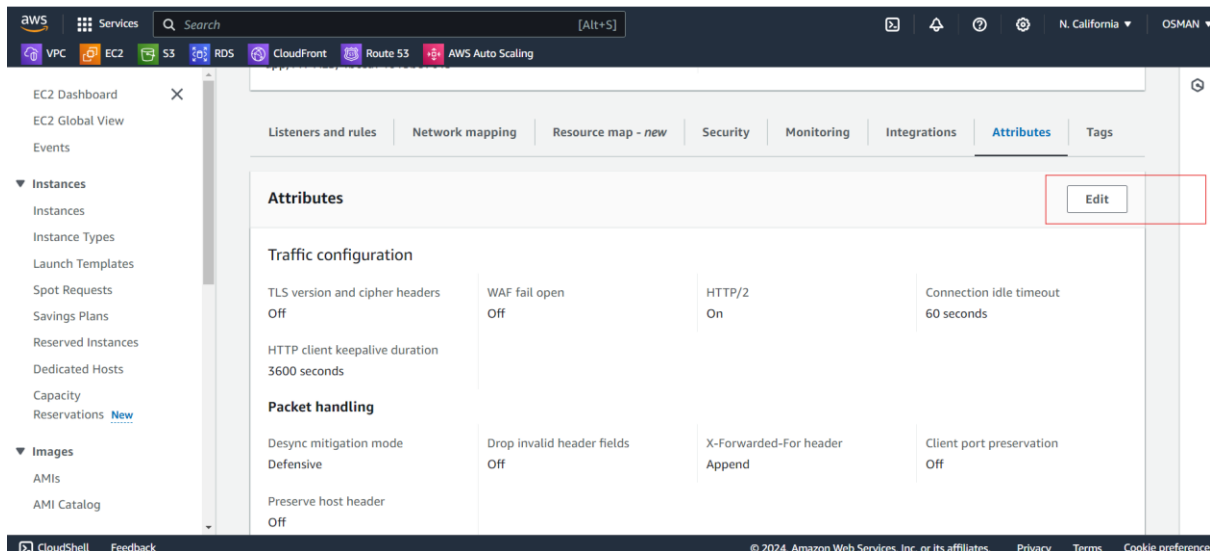 aws Services Search [Alt+S] N. California OSMAN
VPC EC2 S3 RDS CloudFront Route 53 AWS Auto Scaling
EC2 Dashboard
EC2 Global View
Events
Instances
Instances
Instance Types
Launch Templates
Spot Requests
Savings Plans
Reserved Instances
Dedicated Hosts
Capacity
Reservations New
Images
AMIs
AMI Catalog
Listeners and rules Network mapping Resource map - new Security Monitoring Integrations Attributes Tags
Attributes Edit
Traffic configuration
TLS version and cipher headers WAF fail open HTTP/2 Connection idle timeout
Off Off On 60 seconds
HTTP client keepalive duration
3600 seconds
Packet handling
Desync mitigation mode Drop invalid header fields X-Forwarded-For header Client port preservation
Defensive Off Append Off
Preserve host header
Off
CloudShell Feedback © 2024, Amazon Web Services, Inc. or its affiliates. Privacy Terms Cookie preference